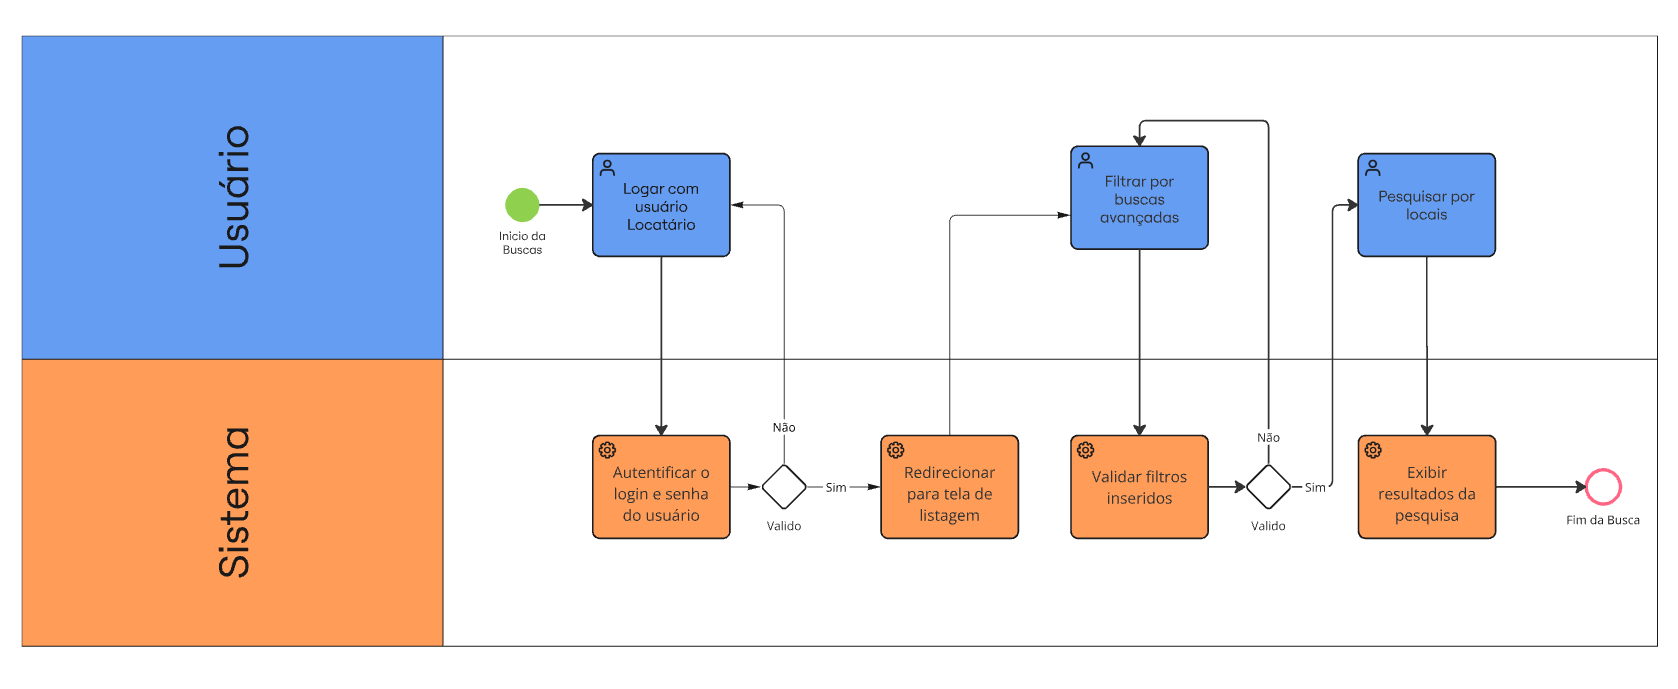 Usuário
Inicio da
Buscas
Logar com
usuário
Locatário
Filtrar por
buscas
avançadas
Pesquisar por
locais
Sistema
Autentificar o
login e senha
do usuário
Não
Valido
Sim
Redirecionar
para tela de
listagem
Validar filtros
inseridos
Não
Valido
Sim
Exibir
resultados da
pesquisa
Fim da Busca